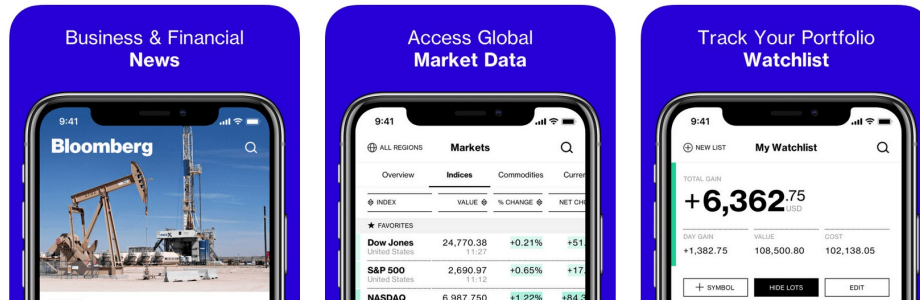 Business & Financial
News
9:41
Bloomberg
Access Global
Market Data
9:41
ALL REGIONS Markets
Overview Indices Commodities Curren
INDEX VALUE % CHANGE NET CH
★ FAVORITES
Dow Jones 24,770.38 +0.21% +51.
United States 11:27
S&P 500 2,690.97 +0.65% +17.
United States 11:12
NASDAQ 6,987.750 +1.22% +84.3
Track Your Portfolio
Watchlist
9:41
NEW LIST My Watchlist
TOTAL GAIN
+6,362.75
USD
DAY GAIN VALUE COST
+1,382.75 108,500.80 102,138.05
+ SYMBOL HIDE LOTS EDIT